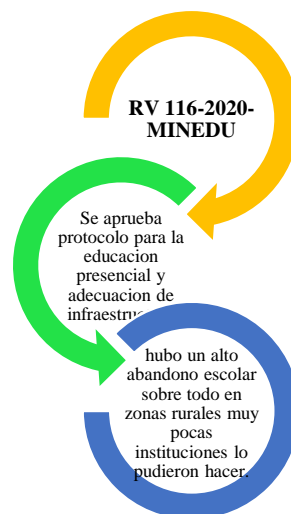 RV 116-2020-
MINEDU
Se aprueba
protocolo para la
educacion
presencial y
adecuacion de
hubo un alto
abandono escolar
sobre todo en
zonas rurales muy
pocas
instituciones lo
pudieron hacer.